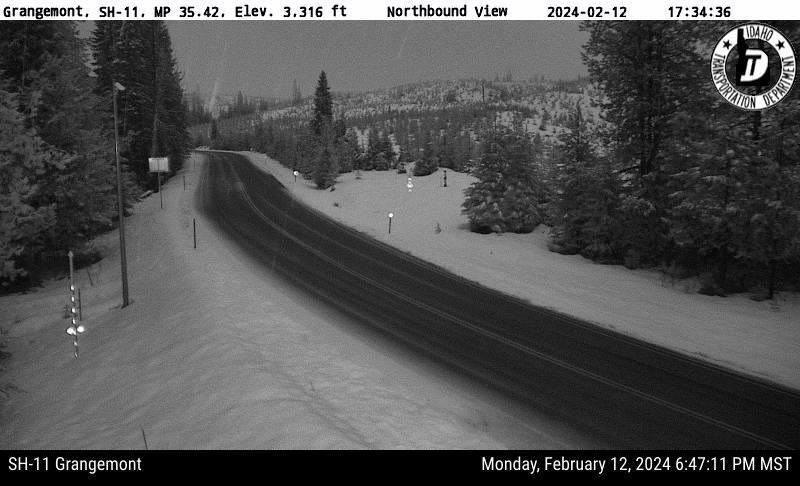 Grangemont, SH-11, MP 35.42, Elev. 3,316 ft Northbound View 2024-02-12 17:34:36
IDAHO
TRANSPORTATION DEPARTMENT
SH-11 Grangemont Monday, February 12, 2024 6:47:11 PM MST